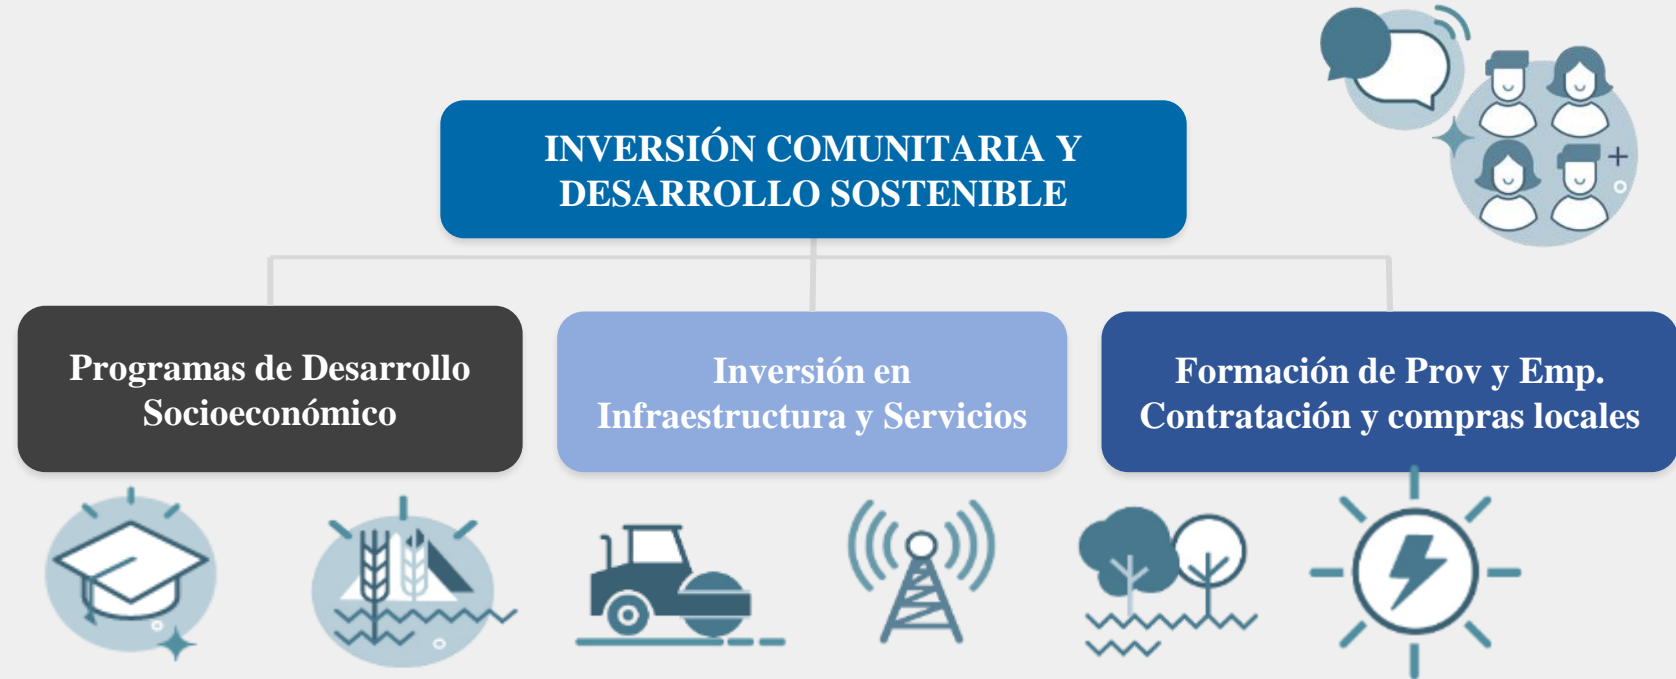 INVERSIÓN COMUNITARIA Y
DESARROLLO SOSTENIBLE
Programas de Desarrollo
Socioeconómico
Inversión en
Infraestructura y Servicios
Formación de Prov y Emp.
Contratación y compras locales